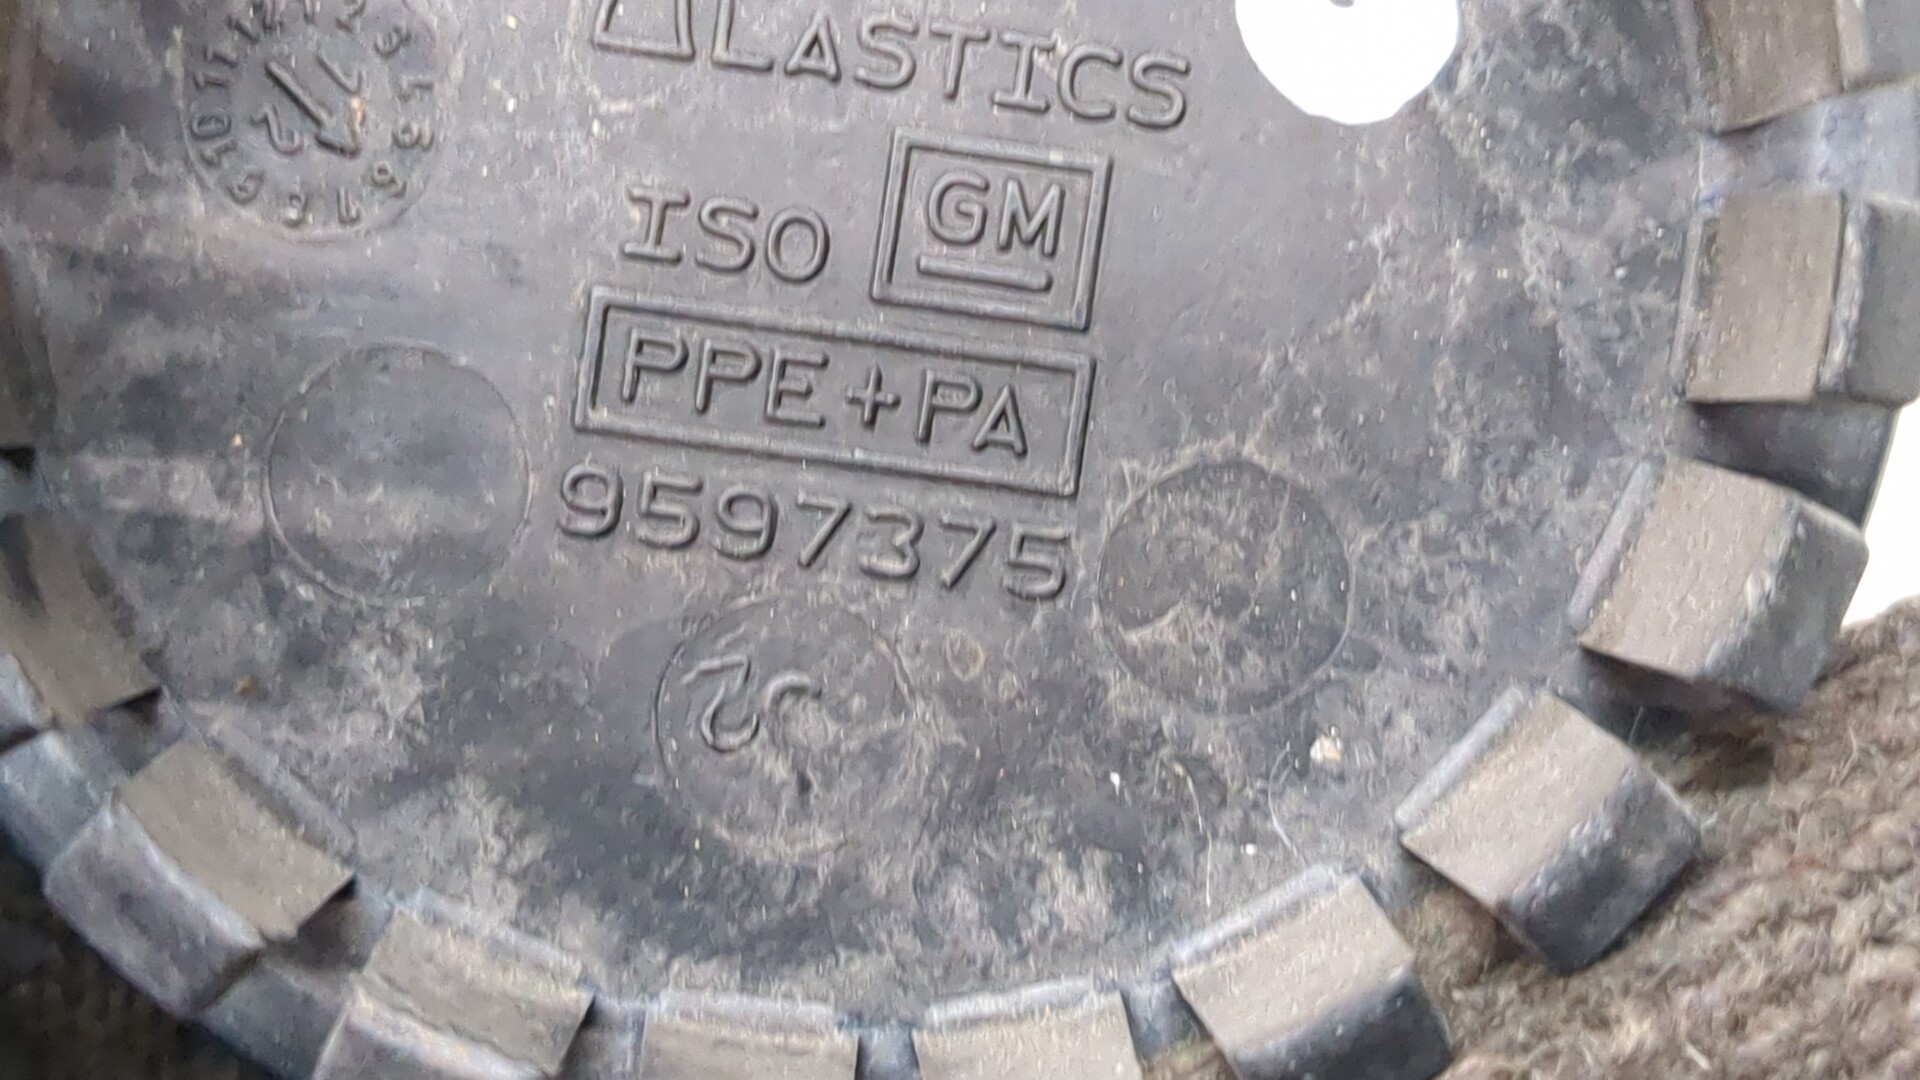 LASTICS
ISO GM
PPE+PA
9597375